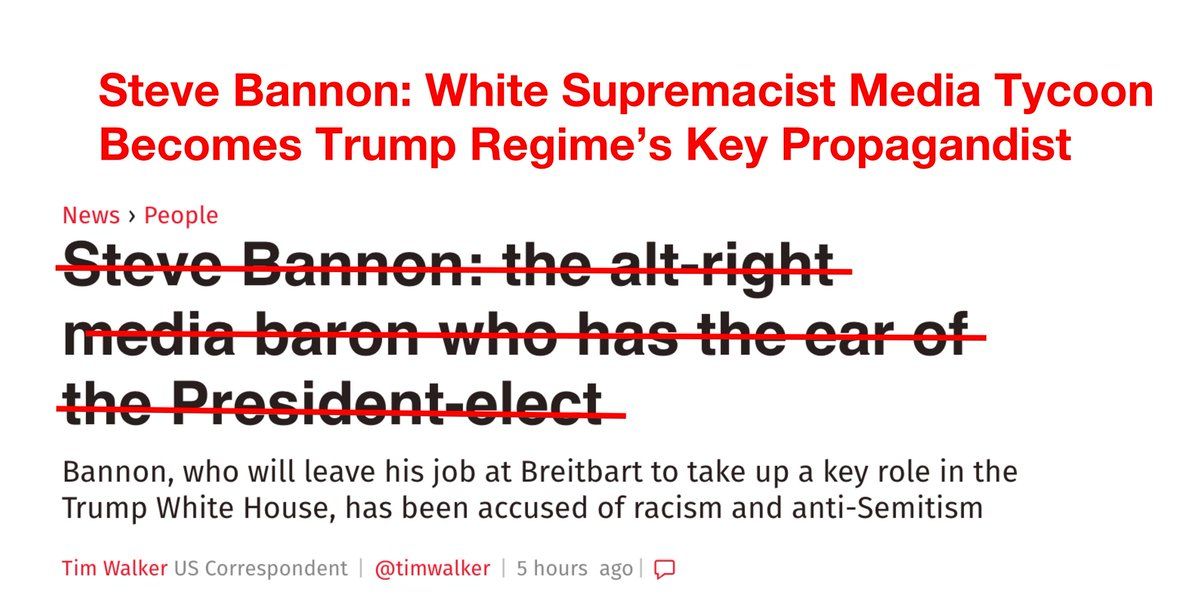 Steve Bannon: White Supremacist Media Tycoon
Becomes Trump Regime’s Key Propagandist
News › People
Steve Bannon: the alt-right
media baron who has the ear of
the President-elect
Bannon, who will leave his job at Breitbart to take up a key role in the
Trump White House, has been accused of racism and anti-Semitism
Tim Walker US Correspondent | @timwalker | 5 hours ago |